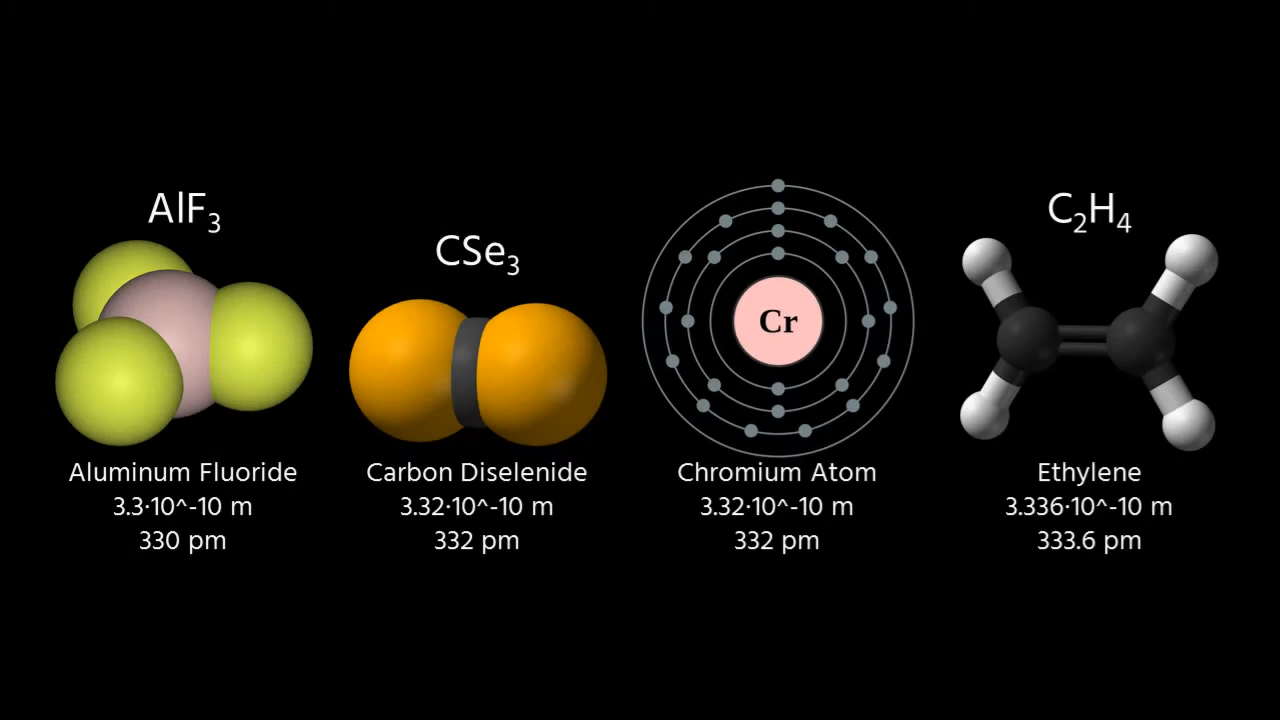 AlF₃
Aluminum Fluoride
3.3·10^-10 m
330 pm
CSe₃
Carbon Diselenide
3.32·10^-10 m
332 pm
Cr
Chromium Atom
3.32·10^-10 m
332 pm
C₂H₄
Ethylene
3.336·10^-10 m
333.6 pm